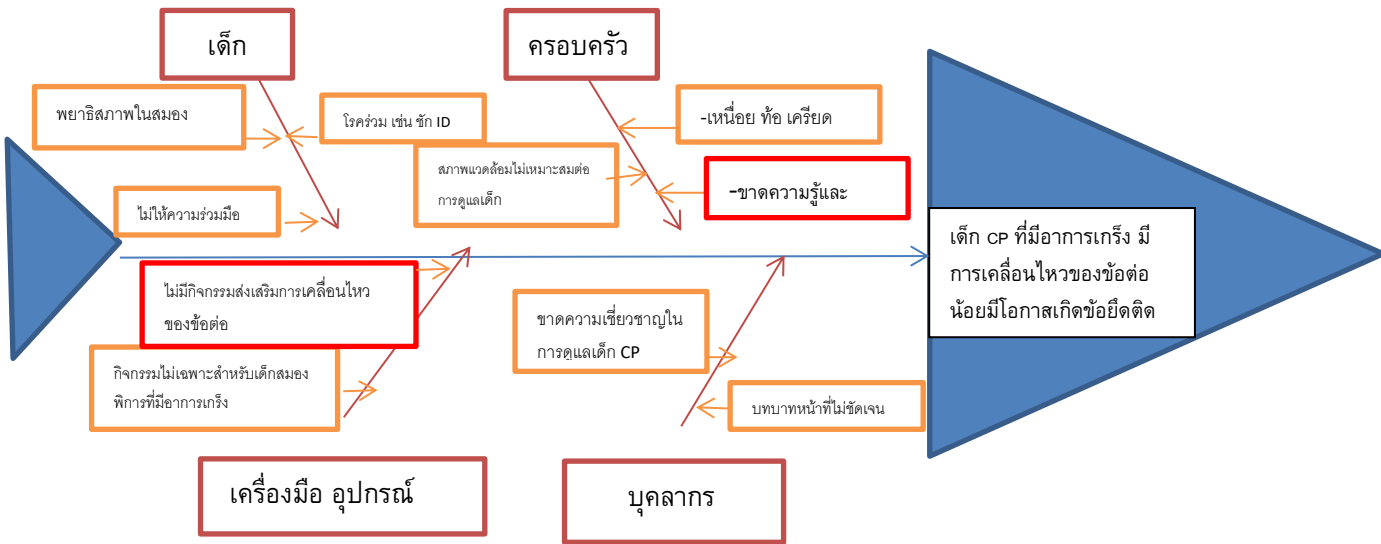 เด็ก
ครอบครัว
พยาธิสภาพในสมอง
โรคร่วม เช่น ชัก ID
-เหนื่อย ท้อ เครียด
สภาพแวดล้อมไม่เหมาะสมต่อ
การดูแลเด็ก
-ขาดความรู้และ
ไม่ให้ความร่วมมือ
เด็ก CP ที่มีอาการเกร็ง มี
การเคลื่อนไหวของข้อต่อ
น้อยมีโอกาสเกิดข้อยึดติด
ไม่มีกิจกรรมส่งเสริมการเคลื่อนไหว
ของข้อต่อ
ขาดความเชี่ยวชาญใน
การดูแลเด็ก CP
กิจกรรมไม่เฉพาะสำหรับเด็กสมอง
พิการที่มีอาการเกร็ง
บทบาทหน้าที่ไม่ชัดเจน
เครื่องมือ อุปกรณ์
บุคลากร